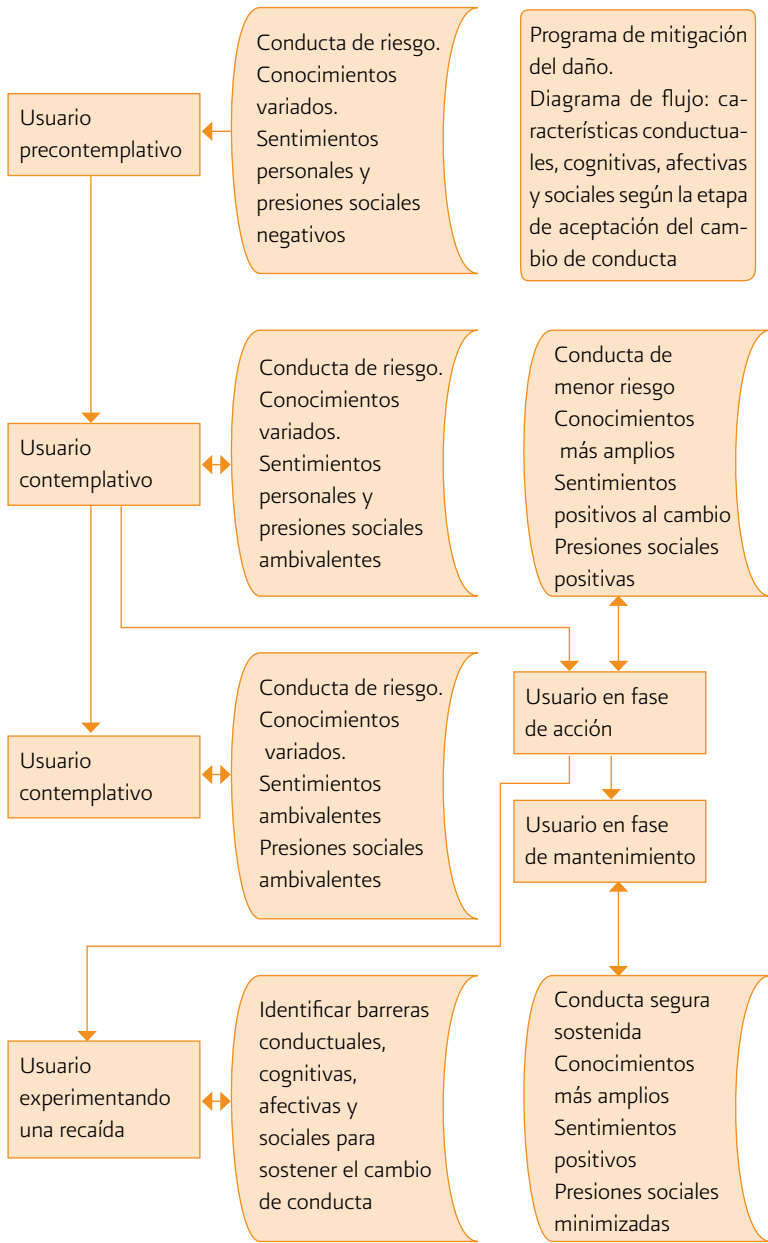 Usuario
precontemplativo
Conducta de riesgo.
Conocimientos
variados.
Sentimientos
personales y
presiones sociales
negativos
Programa de mitigación
del daño.
Diagrama de flujo: ca-
racterísticas conductua-
les, cognitivas, afectivas
y sociales según la etapa
de aceptación del cam-
bio de conducta
Usuario
contemplativo
Conducta de riesgo.
Conocimientos
variados.
Sentimientos
personales y
presiones sociales
ambivalentes
Conducta de
menor riesgo
Conocimientos
más amplios
Sentimientos
positivos al cambio
Presiones sociales
positivas
Usuario
contemplativo
Conducta de riesgo.
Conocimientos
variados.
Sentimientos
ambivalentes
Presiones sociales
ambivalentes
Usuario en fase
de acción
Usuario en fase
de mantenimiento
Usuario
experimentando
una recaída
Identificar barreras
conductuales,
cognitivas,
afectivas y
sociales para
sostener el cambio
de conducta
Conducta segura
sostenida
Conocimientos
más amplios
Sentimientos
positivos
Presiones sociales
minimizadas